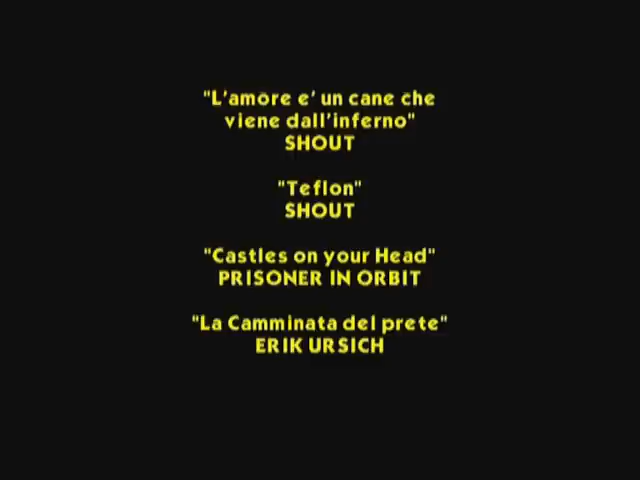 "L'amore e' un cane che
viene dall'inferno"
SHOUT
"Teflon"
SHOUT
"Castles on your Head"
PRISONER IN ORBIT
"La Camminata del prete"
ERIK URSICH